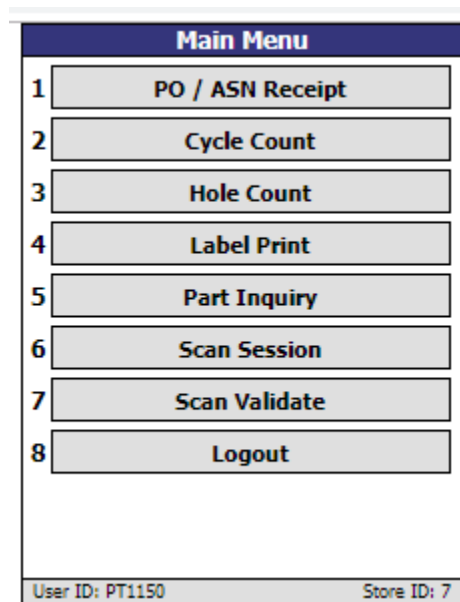 Main Menu
1 PO / ASN Receipt
2 Cycle Count
3 Hole Count
4 Label Print
5 Part Inquiry
6 Scan Session
7 Scan Validate
8 Logout
User ID: PT1150 Store ID: 7